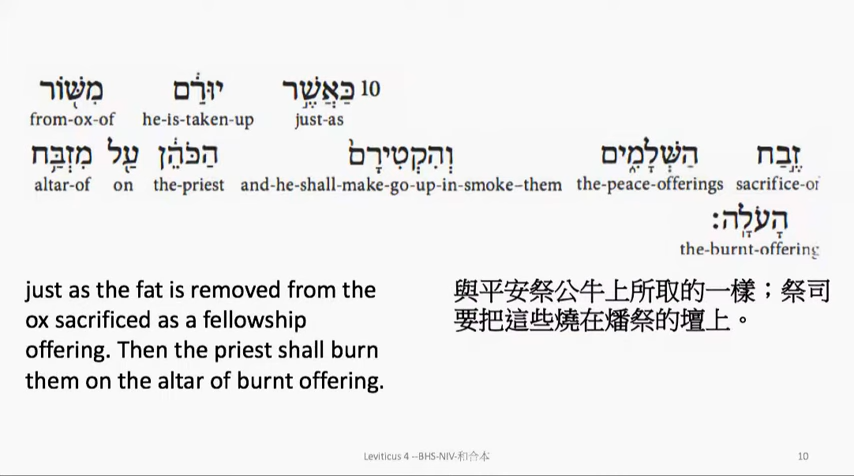 10 כַּאֲשֶׁ֣ר יוּרַ֔ם מִשּׁ֖וֹר
just-as he-is-taken-up from-ox-of
זֶ֣בַח הַשְּׁלָמִ֑ים וְהִקְטִירָם֙ הַכֹּהֵ֔ן עַ֖ל מִזְבַּ֥ח
sacrifice-of the-peace-offerings and-he-shall-make-go-up-in-smoke-them the-priest on altar-of
הָעֹלָֽה׃
the-burnt-offering
just as the fat is removed from the
ox sacrificed as a fellowship
offering. Then the priest shall burn
them on the altar of burnt offering.
與平安祭公牛上所取的一樣；祭司
要把這些燒在燔祭的壇上。
Leviticus 4 --BHS-NIV-和合本
10